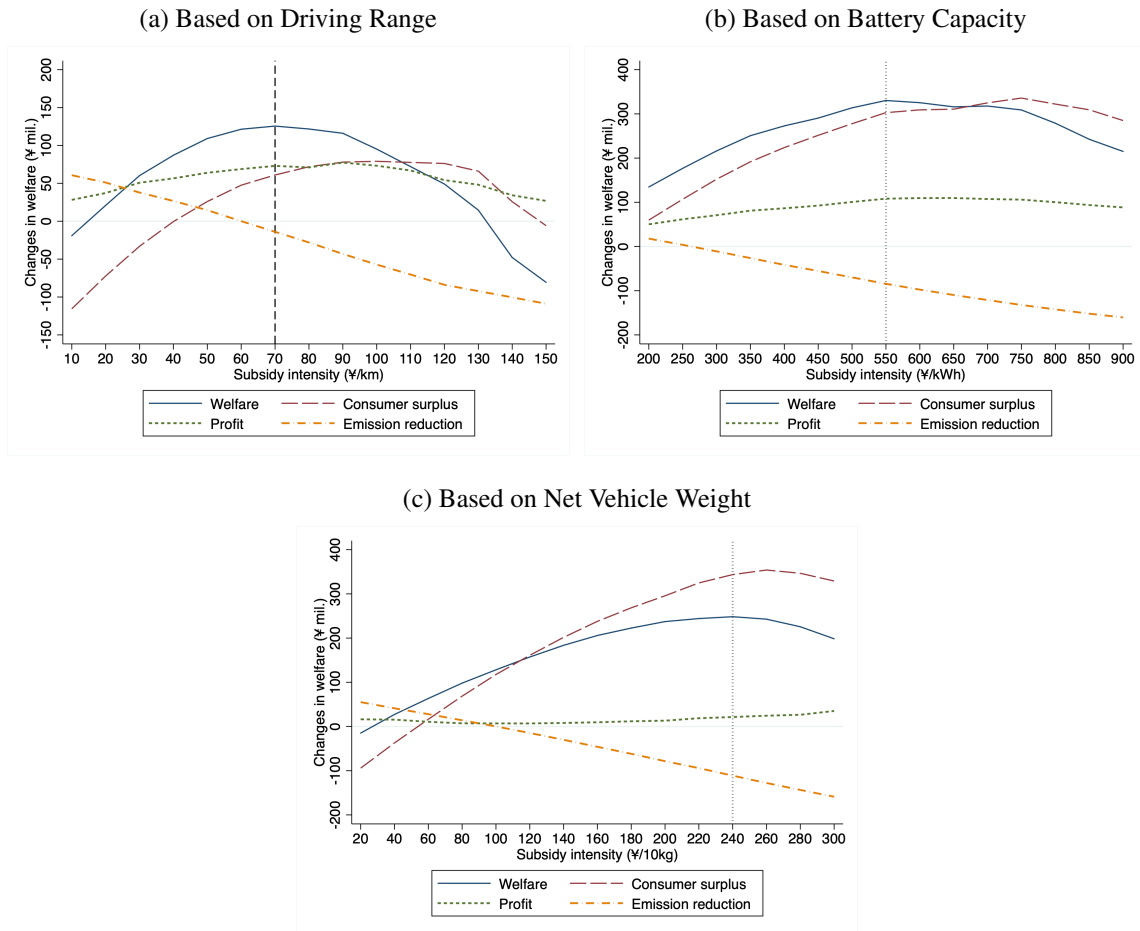 (a) Based on Driving Range
(b) Based on Battery Capacity
Changes in welfare (¥ mil.)
-150 -100 -50 0 50 100 150 200
10 20 30 40 50 60 70 80 90 100 110 120 130 140 150
Subsidy intensity (¥/km)
Welfare Consumer surplus
Profit Emission reduction
Changes in welfare (¥ mil.)
-200 -100 0 100 200 300 400
200 250 300 350 400 450 500 550 600 650 700 750 800 850 900
Subsidy intensity (¥/kWh)
Welfare Consumer surplus
Profit Emission reduction
(c) Based on Net Vehicle Weight
Changes in welfare (¥ mil.)
-200 -100 0 100 200 300 400
20 40 60 80 100 120 140 160 180 200 220 240 260 280 300
Subsidy intensity (¥/10kg)
Welfare Consumer surplus
Profit Emission reduction